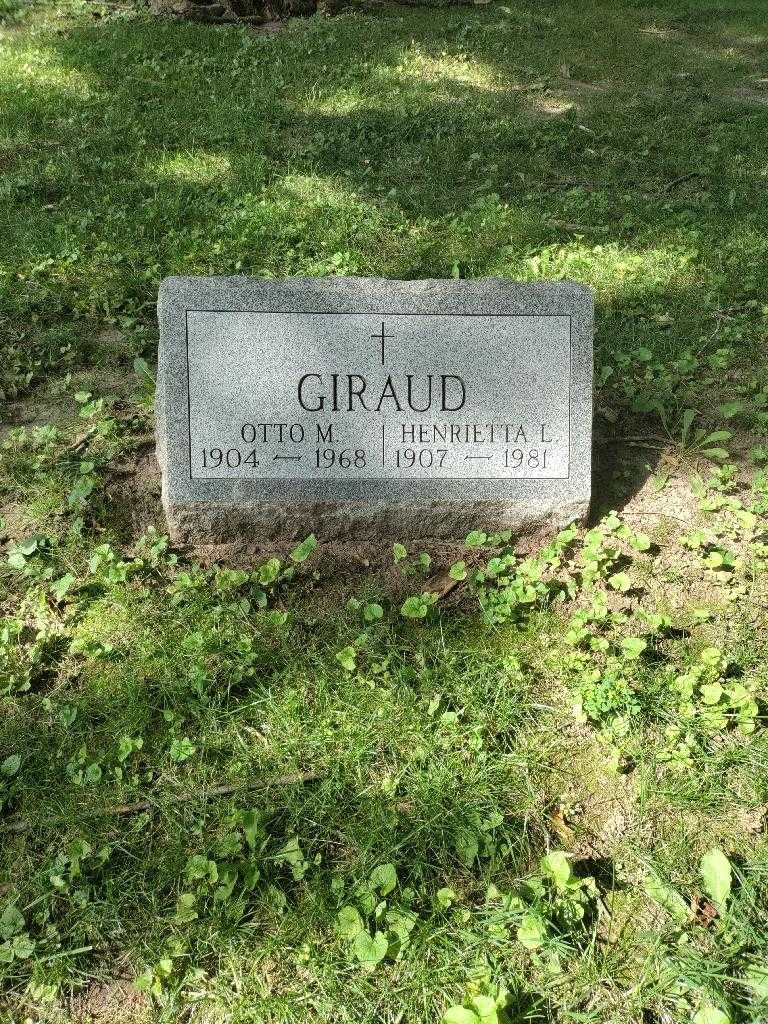 GIRAUD
OTTO M. HENRIETTA L.
1904 — 1968 1907 — 1981